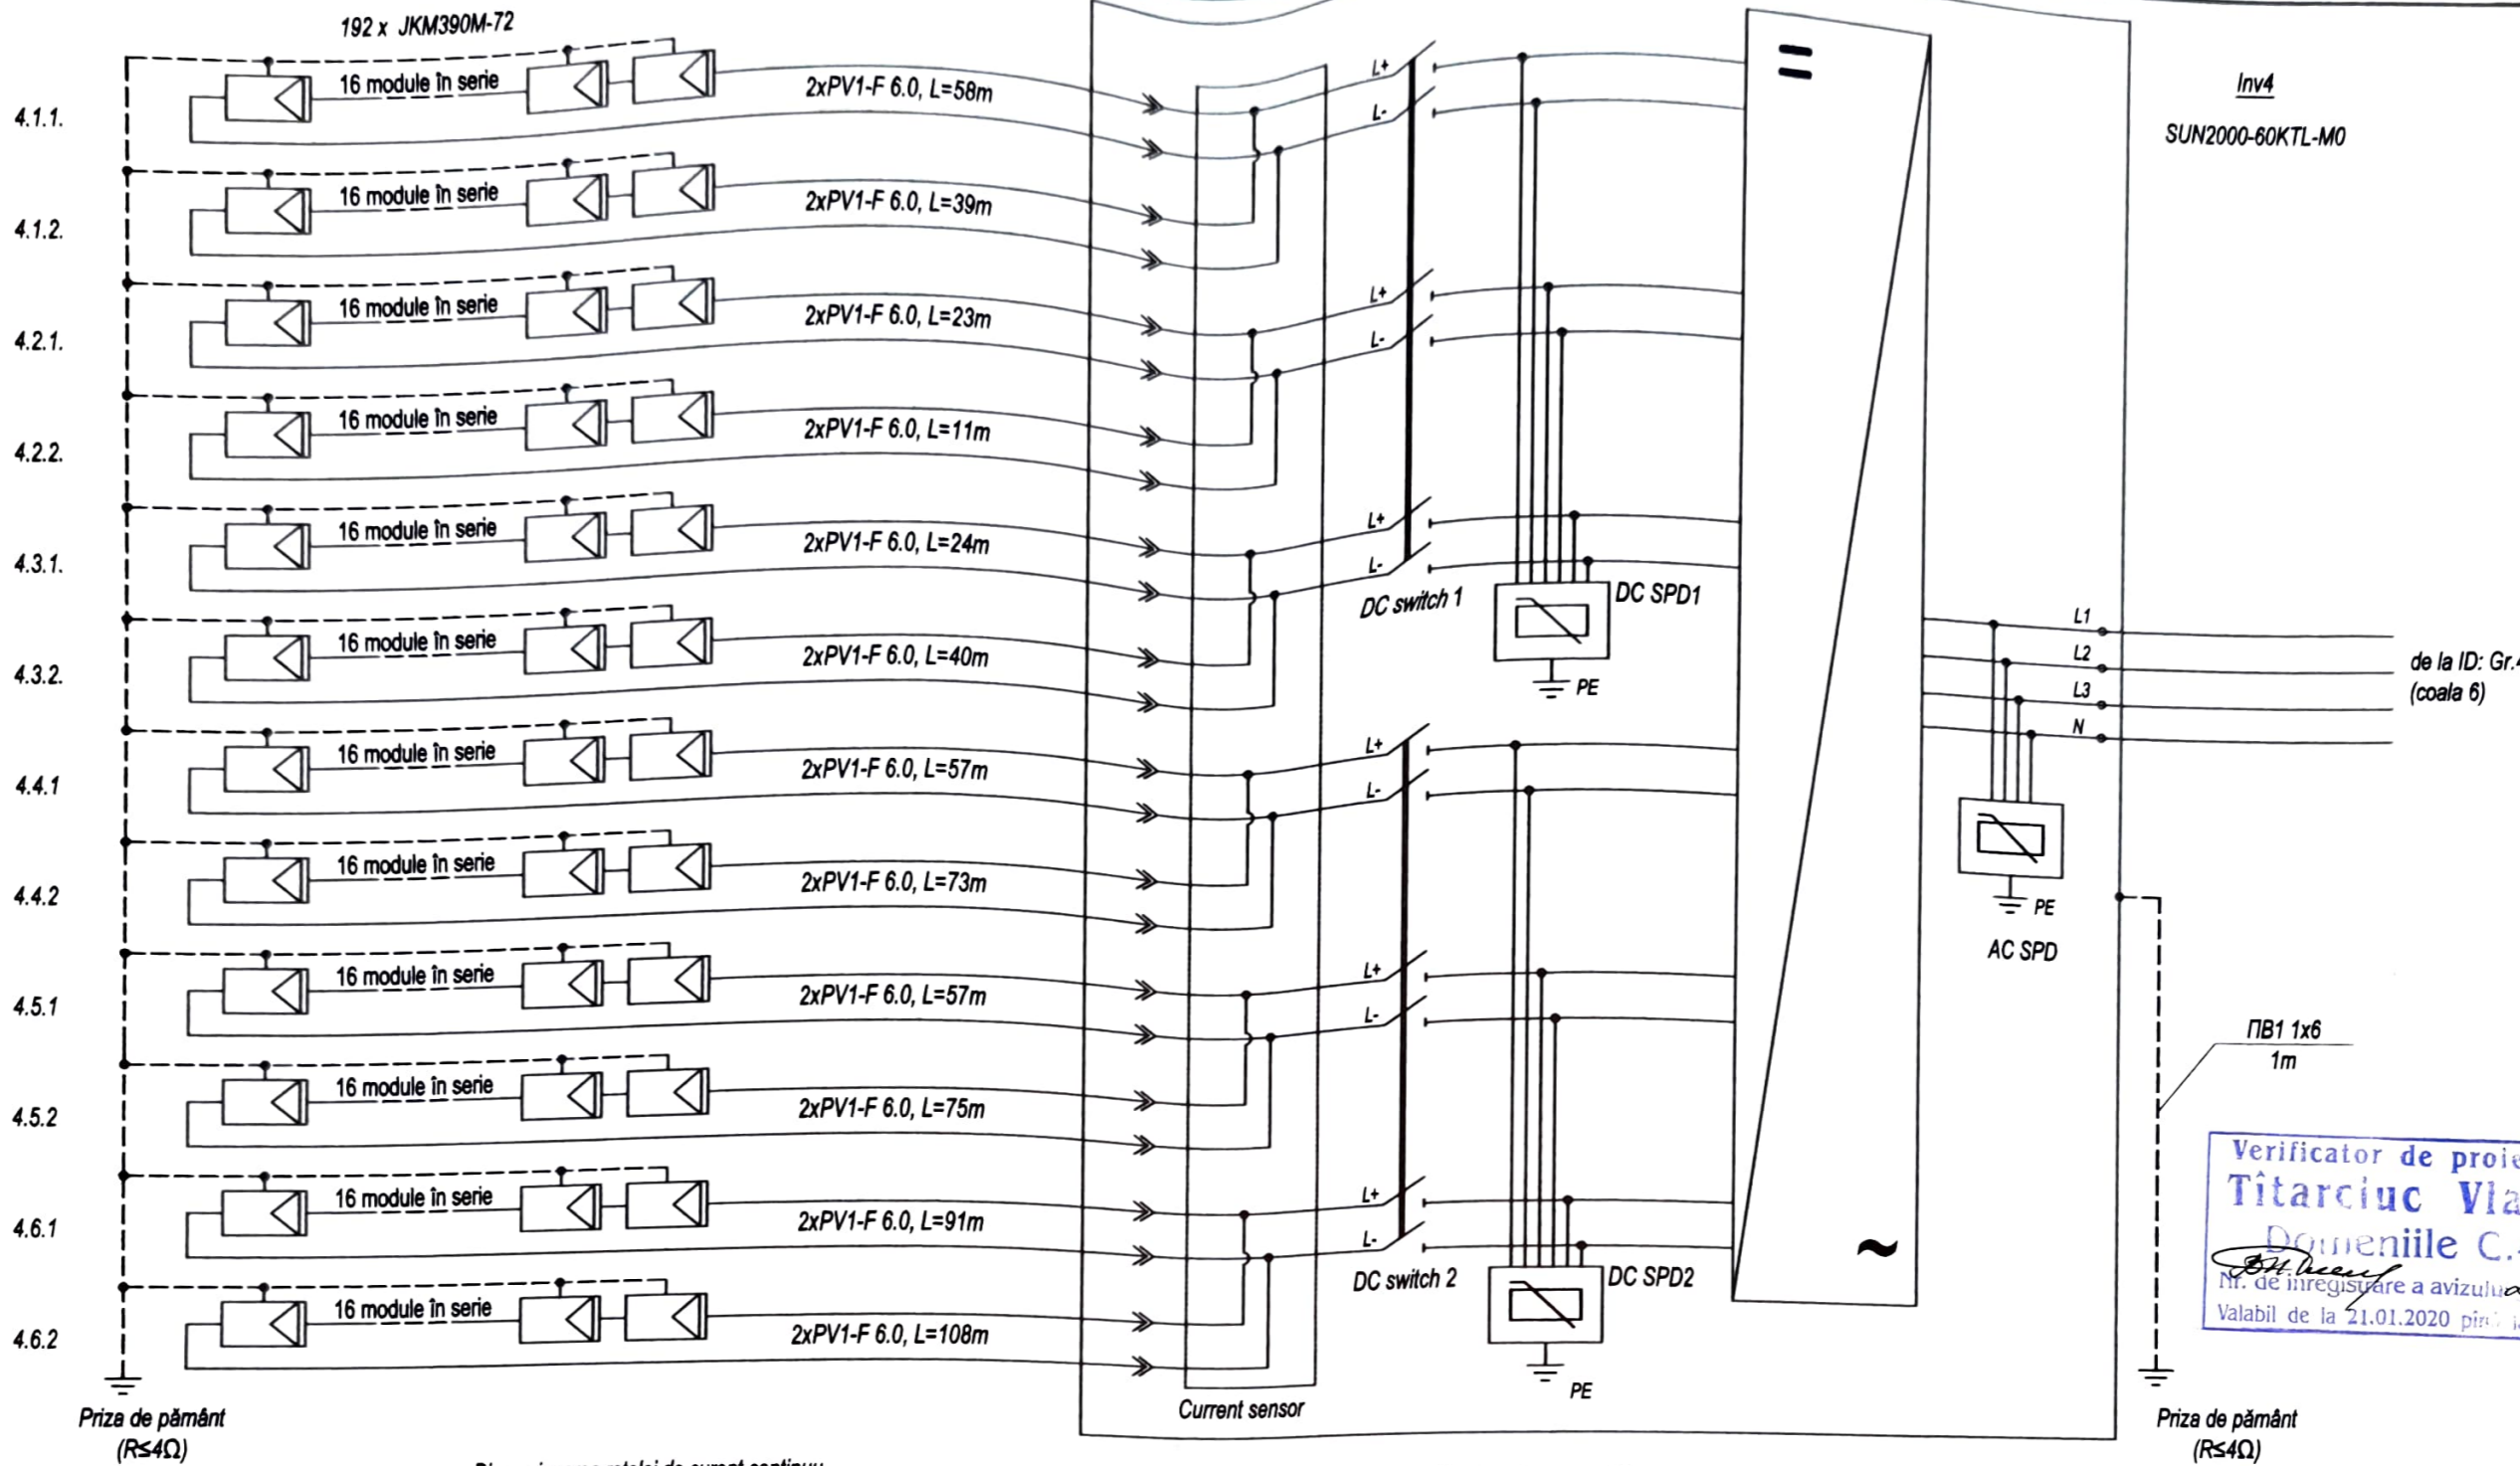 192 x JKM390M-72
4.1.1.
16 module în serie
2xPV1-F 6.0, L=58m
4.1.2.
16 module în serie
2xPV1-F 6.0, L=39m
4.2.1.
16 module în serie
2xPV1-F 6.0, L=23m
4.2.2.
16 module în serie
2xPV1-F 6.0, L=11m
4.3.1.
16 module în serie
2xPV1-F 6.0, L=24m
4.3.2.
16 module în serie
2xPV1-F 6.0, L=40m
4.4.1
16 module în serie
2xPV1-F 6.0, L=57m
4.4.2
16 module în serie
2xPV1-F 6.0, L=73m
4.5.1
16 module în serie
2xPV1-F 6.0, L=57m
4.5.2
16 module în serie
2xPV1-F 6.0, L=75m
4.6.1
16 module în serie
2xPV1-F 6.0, L=91m
4.6.2
16 module în serie
2xPV1-F 6.0, L=108m
Priza de pământ
(R≤4Ω)
L+
L-
L+
L-
L+
L-
DC switch 1
DC SPD1
PE
L+
L-
L+
L-
L+
L-
DC switch 2
DC SPD2
PE
Current sensor
=
~
Inv4
SUN2000-60KTL-M0
L1
L2
L3
N
de la ID: Gr.4
(coala 6)
PE
AC SPD
ПВ1 1x6
1m
Verificator de proie
Tîtarciuc Vla
Domeniile C.
Nr. de înregistrare a avizului
Valabil de la 21.01.2020
Priza de pământ
(R≤4Ω)